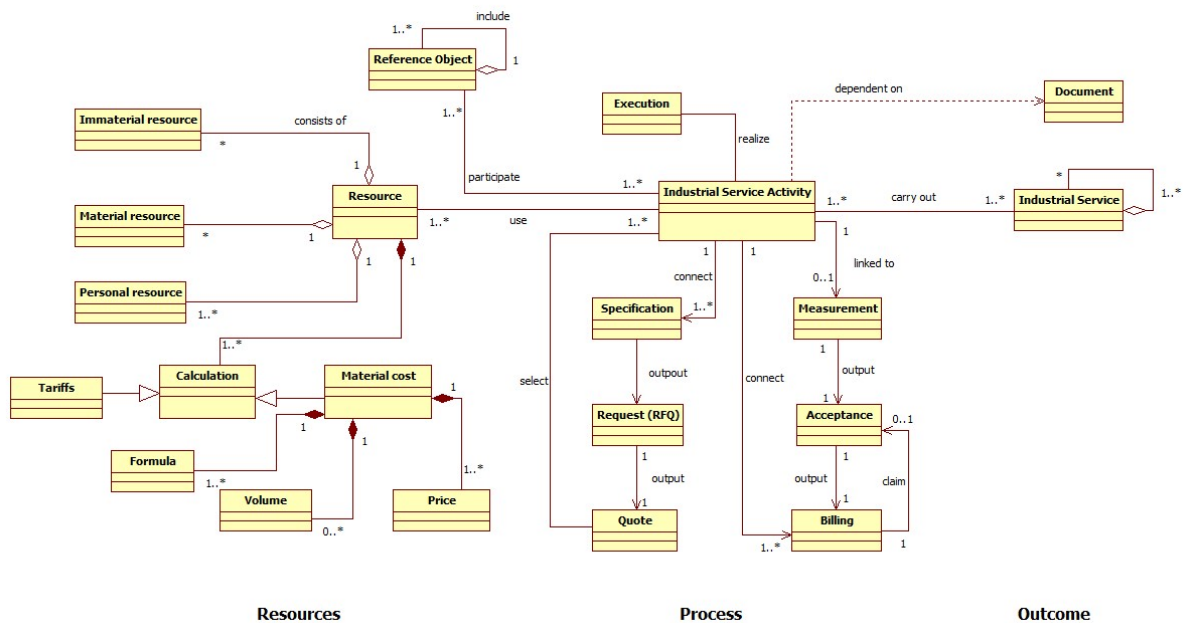 include
1..*
Reference Object
1
1..*
dependent on
Document
Execution
realize
Immaterial resource
consists of
*
1
participate
1..*
Resource
1..*
use
Industrial Service Activity
1..*
1..*
carry out
1..*
*
Industrial Service
1..*
Material resource
*
1
1
1
Personal resource
1..*
1
1
1
connect
linked to
0..1
Specification
1..*
Measurement
1
1..*
Tariffs
Calculation
Material cost
1
select
outpout
connect
output
1
Request (RFQ)
1
Acceptance
0..1
1
1
1
Formula
1..*
1..*
output
output
claim
Volume
0..*
Price
1
Quote
1
Billing
1..*
1
Resources
Process
Outcome